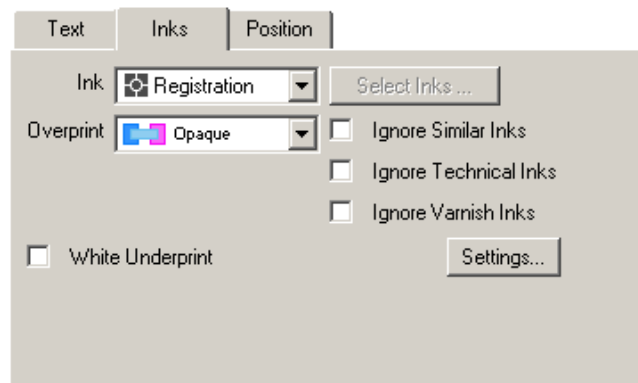 Text Inks Position
Ink Registration Select Inks ...
Overprint Opaque Ignore Similar Inks
Ignore Technical Inks
Ignore Varnish Inks
White Underprint Settings...